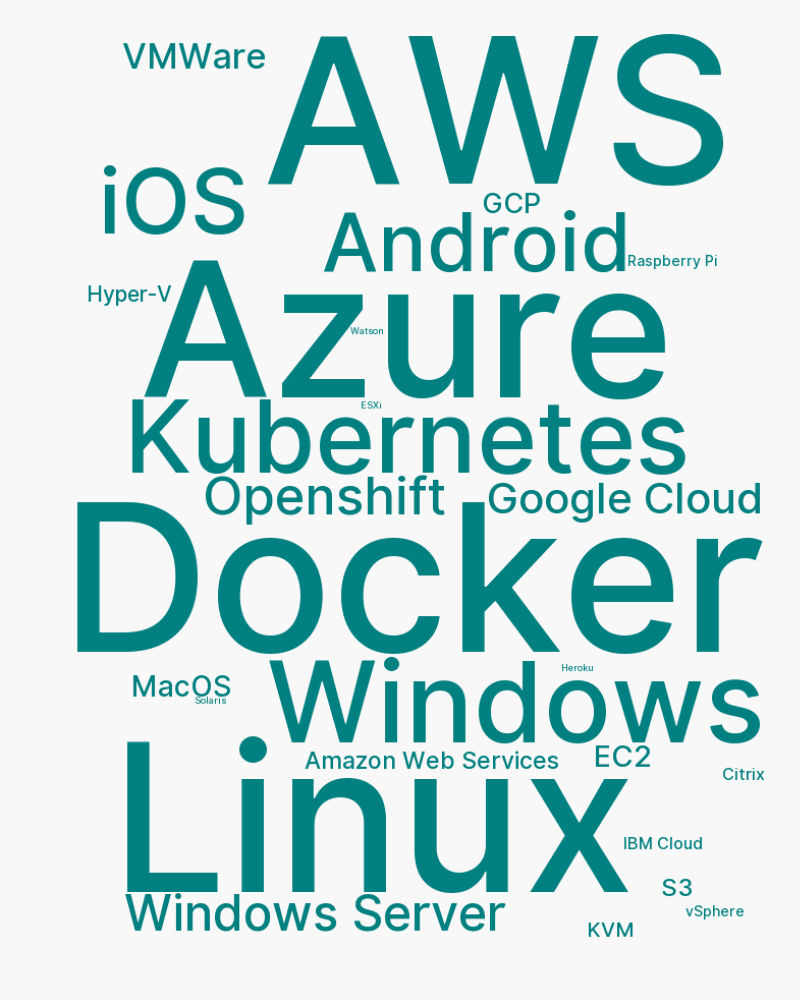 VMWare
AWS
iOS
GCP
Android
Raspberry Pi
Hyper-V
Azure
Watson
ESXi
Kubernetes
Openshift
Google Cloud
Docker
Heroku
MacOS
Solaris
Windows
Amazon Web Services
EC2
Citrix
Linux
IBM Cloud
S3
vSphere
Windows Server
KVM